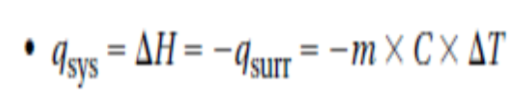 • q_sys = ΔH = −q_surr = −m × C × ΔT